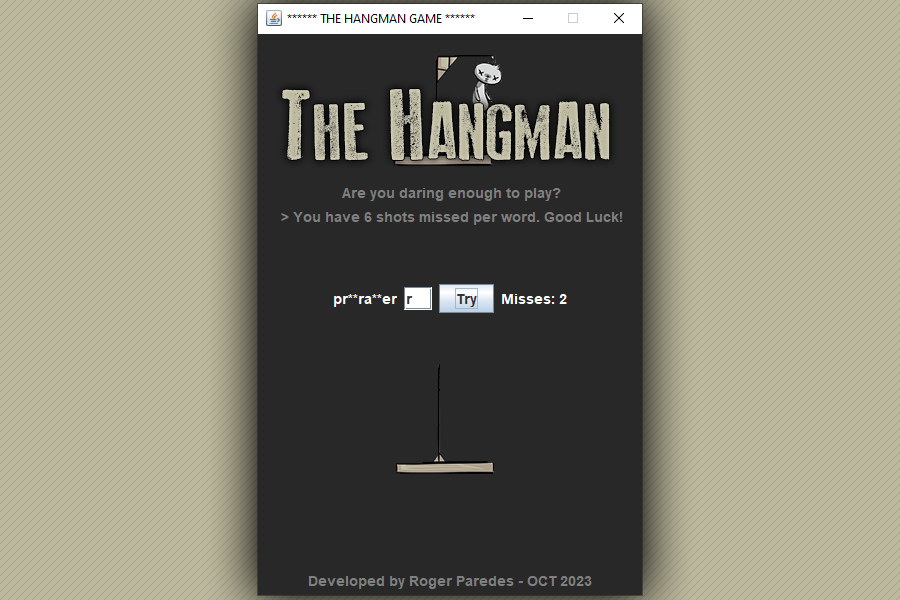 ****** THE HANGMAN GAME ******
THE HANGMAN
Are you daring enough to play?
> You have 6 shots missed per word. Good Luck!
pr**ra**er r Try Misses: 2
Developed by Roger Paredes - OCT 2023